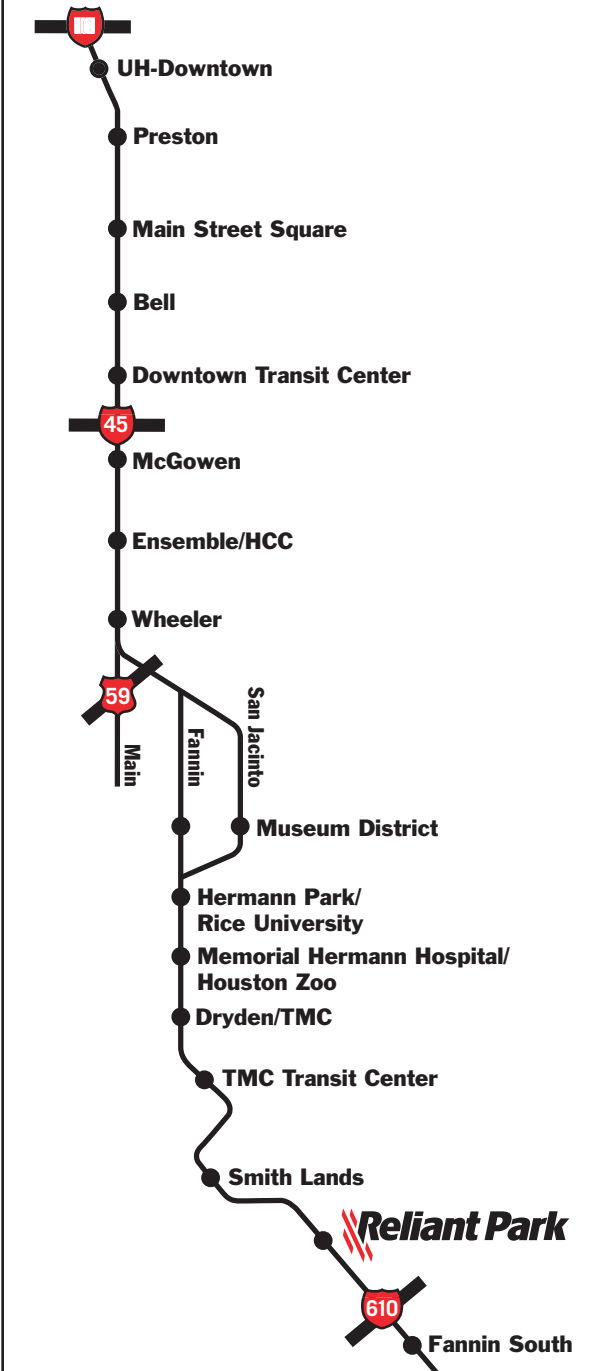 UH-Downtown
Preston
Main Street Square
Bell
Downtown Transit Center
45
McGowen
Ensemble/HCC
Wheeler
59
Main
Fannin
San Jacinto
Museum District
Hermann Park/
Rice University
Memorial Hermann Hospital/
Houston Zoo
Dryden/TMC
TMC Transit Center
Smith Lands
Reliant Park
610
Fannin South